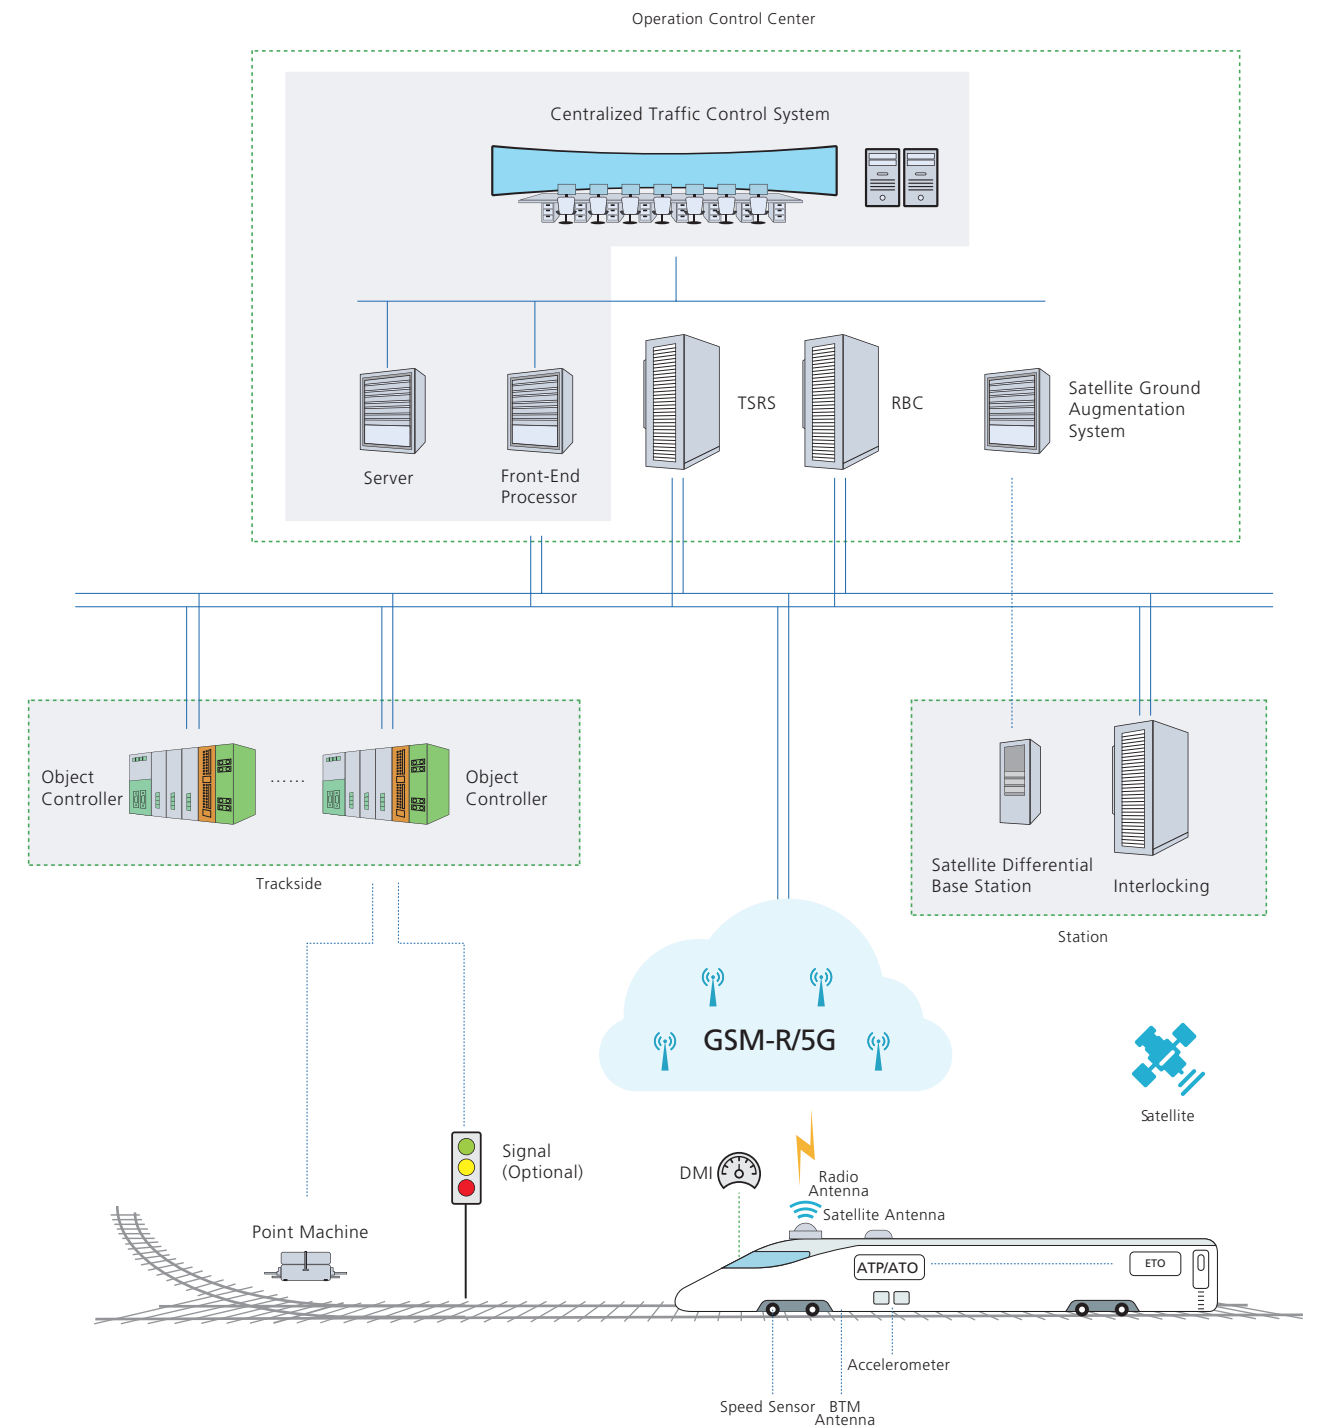 Operation Control Center
Centralized Traffic Control System
TSRS
RBC
Satellite Ground
Augmentation
System
Server
Front-End
Processor
Object
Controller
......
Object
Controller
Trackside
Satellite Differential
Base Station
Interlocking
Station
GSM-R/5G
Satellite
Signal
(Optional)
DMI
Radio
Antenna
Satellite Antenna
Point Machine
ATP/ATO
ETO
Accelerometer
Speed Sensor
BTM
Antenna